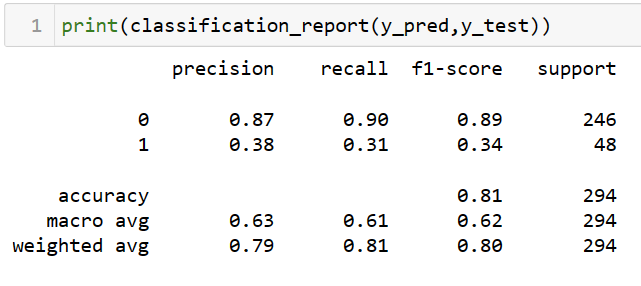 1 print(classification_report(y_pred,y_test))
precision recall f1-score support
0 0.87 0.90 0.89 246
1 0.38 0.31 0.34 48
accuracy 0.81 294
macro avg 0.63 0.61 0.62 294
weighted avg 0.79 0.81 0.80 294